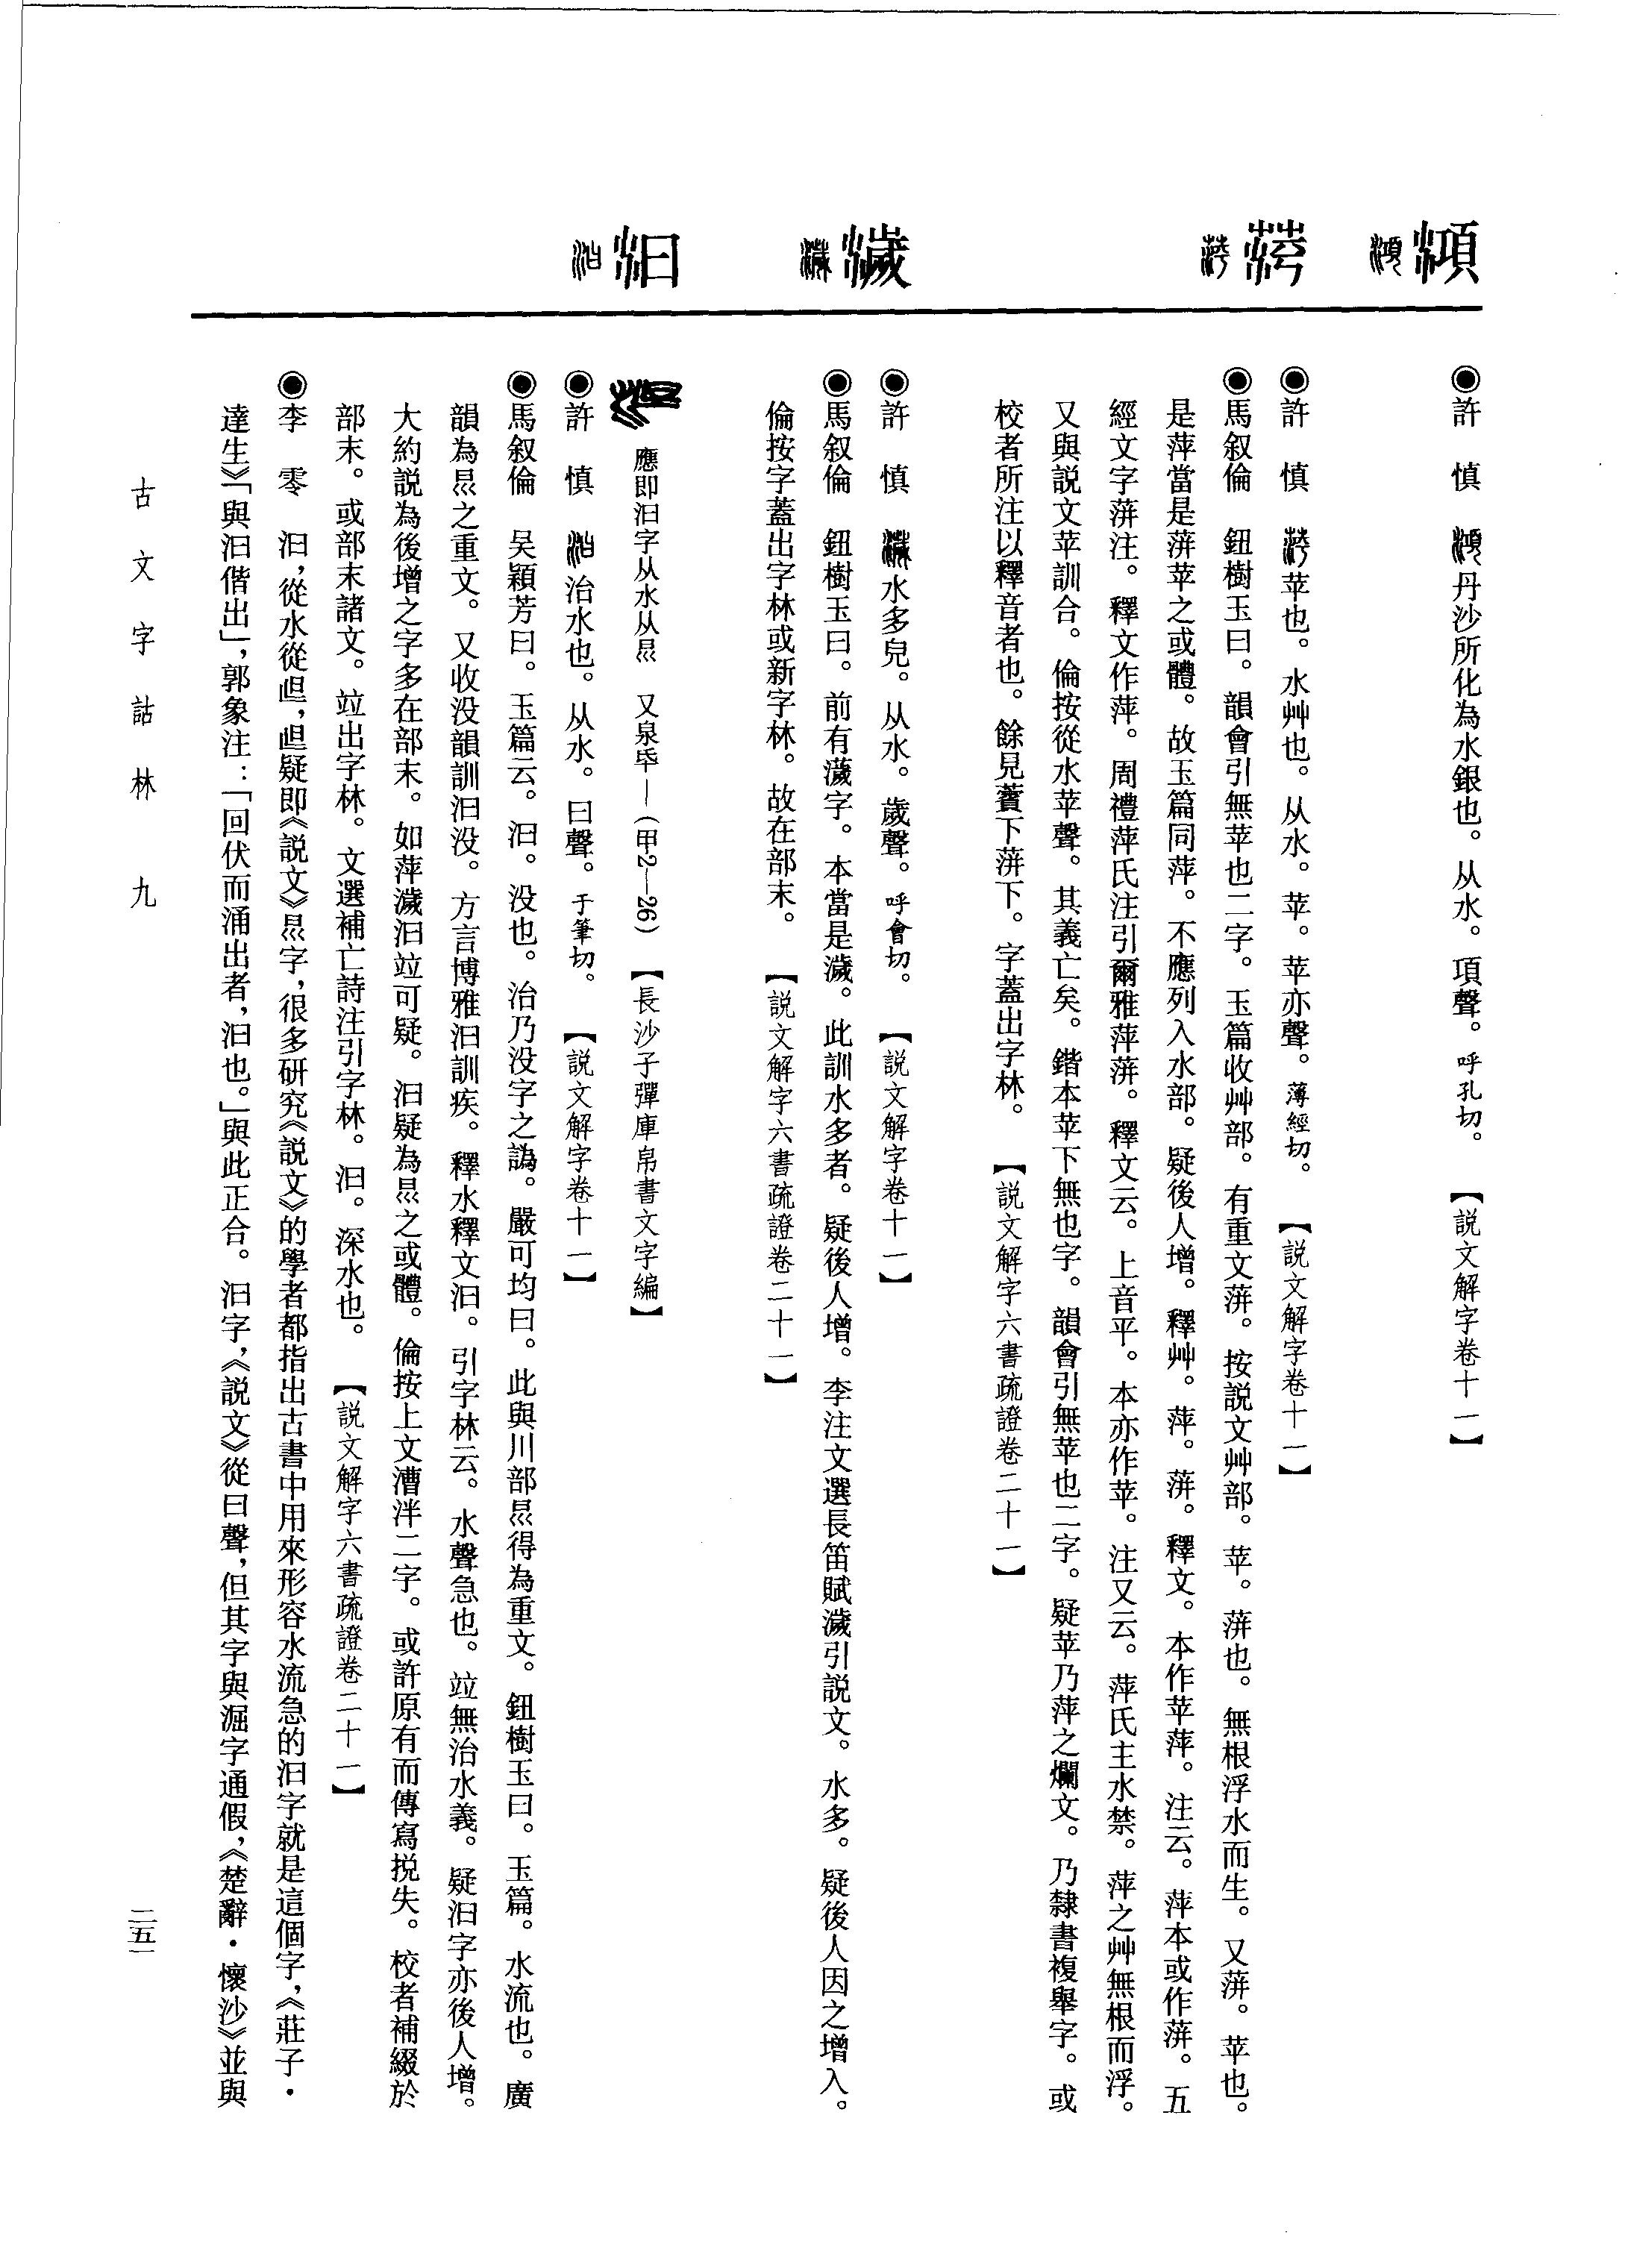 澒
蓱
濊
汩
◉許　慎　丹沙所化為水銀也。从水。項聲。呼孔切。　【説文解字卷十一】
◉許　慎　苹也。水艸也。从水。苹。苹亦聲。薄經切。　【説文解字卷十一】
◉馬叙倫　鈕樹玉曰。韻會引無苹也二字。玉篇收艸部。有重文蓱。按説文艸部。苹。蓱也。無根浮水而生。又蓱。苹也。
是萍當是蓱苹之或體。故玉篇同萍。不應列入水部。疑後人增。釋艸。萍。蓱。釋文。本作苹萍。注云。萍本或作蓱。五
經文字蓱注。釋文作萍。周禮萍氏注引爾雅萍蓱。釋文云。上音平。本亦作苹。注又云。萍氏主水禁。萍之艸無根而浮。
又與説文苹訓合。倫按從水苹聲。其義亡矣。鍇本苹下無也字。韻會引無苹也二字。疑苹乃萍之爛文。乃隸書複舉字。或
校者所注以釋音者也。餘見薲下蓱下。字蓋出字林。　【説文解字六書疏證卷二十一】
◉許　慎　水多皃。从水。歲聲。呼會切。　【説文解字卷十一】
◉馬叙倫　鈕樹玉曰。前有濊字。本當是濊。此訓水多者。疑後人增。李注文選長笛賦濊引説文。水多。疑後人因之增入。
倫按字蓋出字林或新字林。故在部末。　【説文解字六書疏證卷二十一】
應即汩字从水从㫕　又泉㫕—（甲2—26）　【長沙子彈庫帛書文字編】
◉許　慎　治水也。从水。曰聲。于筆切。　【説文解字卷十一】
◉馬叙倫　吴穎芳曰。玉篇云。汩。没也。治乃没字之譌。嚴可均曰。此與川部㫕得為重文。鈕樹玉曰。玉篇。水流也。廣
韻為㫕之重文。又收没韻訓汩没。方言博雅汩訓疾。釋水釋文汩。引字林云。水聲急也。竝無治水義。疑汩字亦後人增。
大約説為後增之字多在部末。如萍濊汩竝可疑。汩疑為㫕之或體。倫按上文漕泮二字。或許原有而傳寫挩失。校者補綴於
部末。或部末諸文。竝出字林。文選補亡詩注引字林。汩。深水也。　【説文解字六書疏證卷二十一】
◉李　零　汩，從水從𠱠，𠱠疑即《説文》㫕字，很多研究《説文》的學者都指出古書中用來形容水流急的汩字就是這個字，《莊子·
達生》「與汩偕出」，郭象注：「回伏而涌出者，汩也。」與此正合。汩字，《説文》從曰聲，但其字與淈字通假，《楚辭·懷沙》並與
古文字詁林　九
二五一